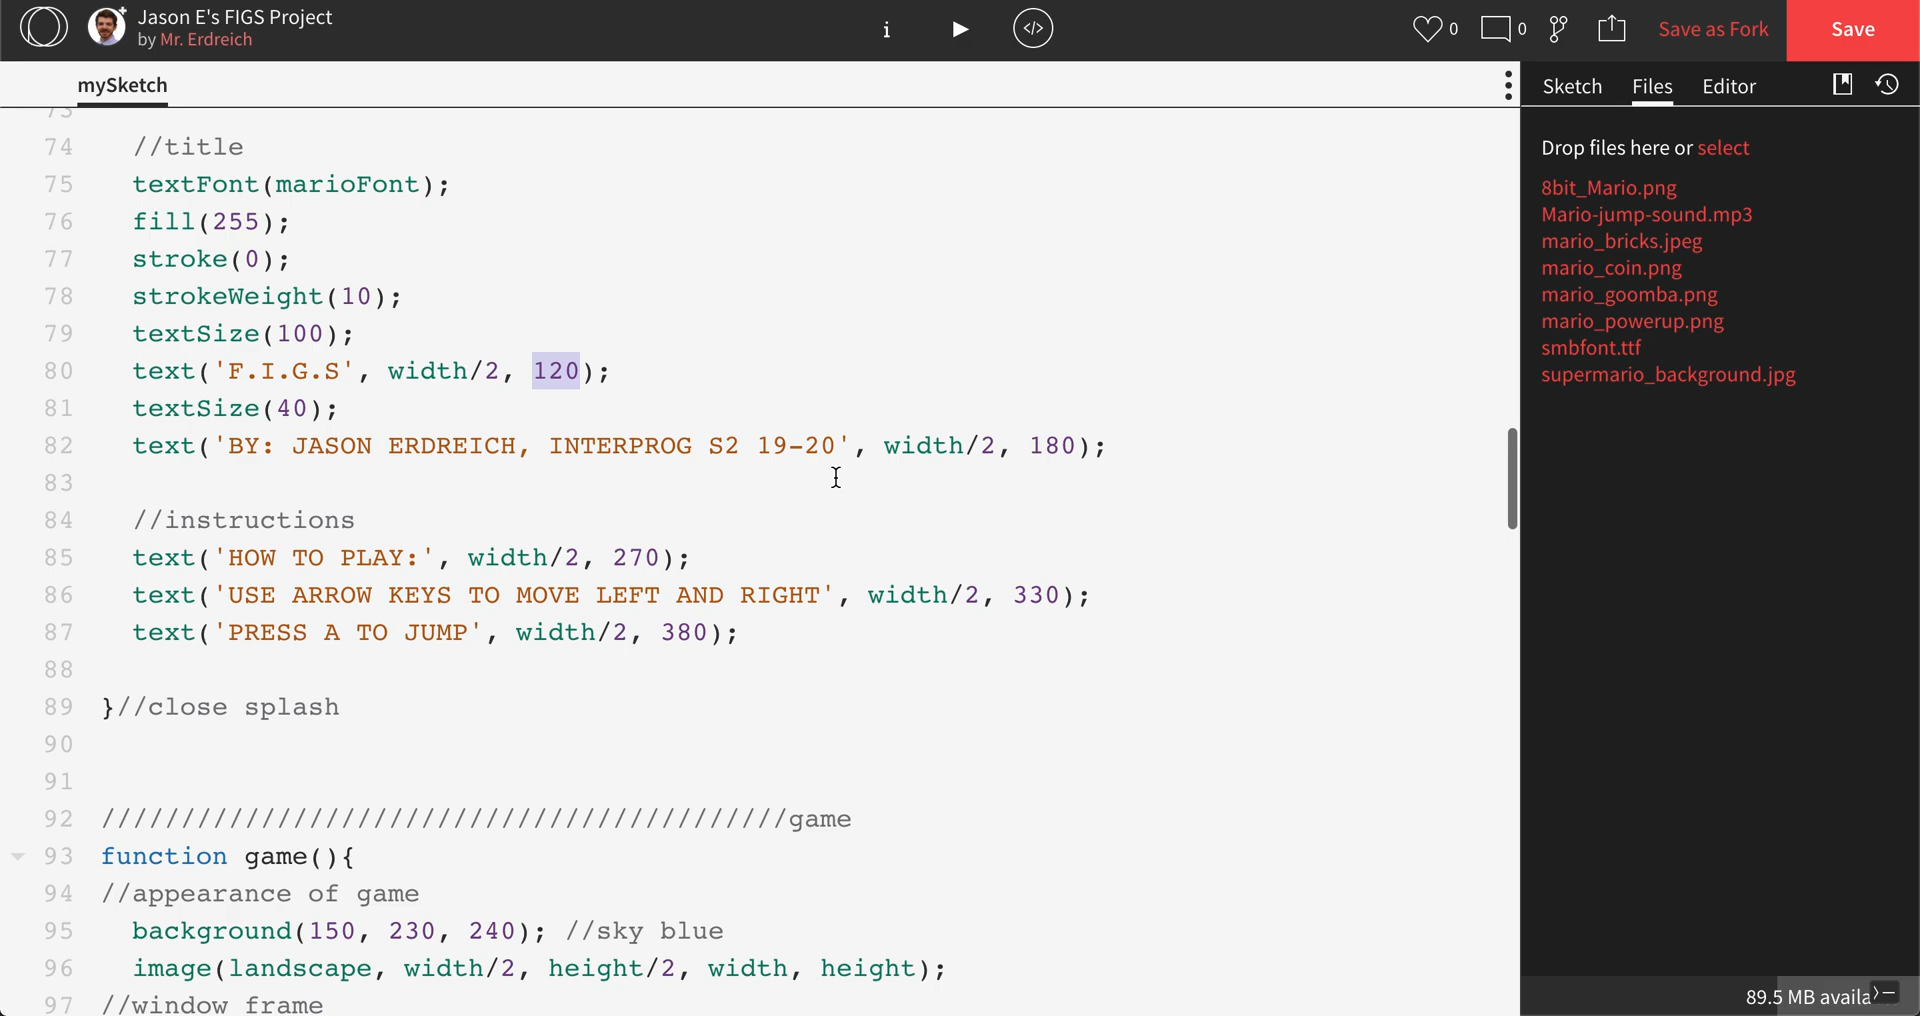 Jason E's FIGS Project
by Mr. Erdreich
i
</>
0
0
Save as Fork
Save
mySketch
Sketch Files Editor
73
74 //title
75 textFont(marioFont);
76 fill(255);
77 stroke(0);
78 strokeWeight(10);
79 textSize(100);
80 text('F.I.G.S', width/2, 120);
81 textSize(40);
82 text('BY: JASON ERDREICH, INTERPROG S2 19-20', width/2, 180);
83
84 //instructions
85 text('HOW TO PLAY:', width/2, 270);
86 text('USE ARROW KEYS TO MOVE LEFT AND RIGHT', width/2, 330);
87 text('PRESS A TO JUMP', width/2, 380);
88
89 }//close splash
90
91
92 ///////////////////////////////////////////game
93 function game(){
94 //appearance of game
95 background(150, 230, 240); //sky blue
96 image(landscape, width/2, height/2, width, height);
97 //window frame
Drop files here or select
8bit_Mario.png
Mario-jump-sound.mp3
mario_bricks.jpeg
mario_coin.png
mario_goomba.png
mario_powerup.png
smbfont.ttf
supermario_background.jpg
89.5 MB availa